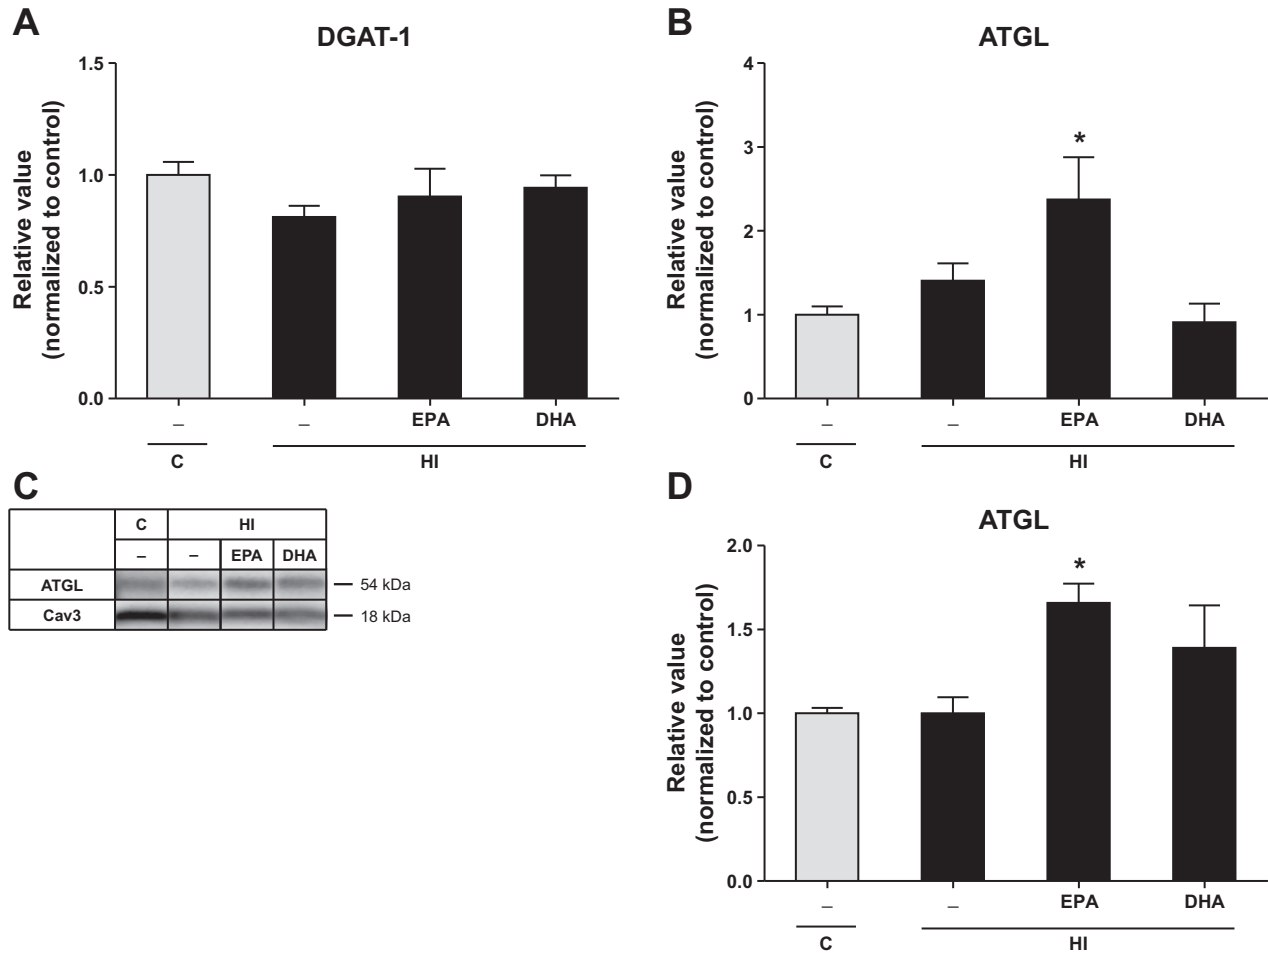 A
DGAT-1
Relative value
(normalized to control)
1.5
1.0
0.5
0.0
– – EPA DHA
C HI
B
ATGL
Relative value
(normalized to control)
4
3
2
1
0
*
– – EPA DHA
C HI
C
C HI
– – EPA DHA
ATGL 54 kDa
Cav3 18 kDa
D
ATGL
Relative value
(normalized to control)
2.0
1.5
1.0
0.5
0.0
*
– – EPA DHA
C HI